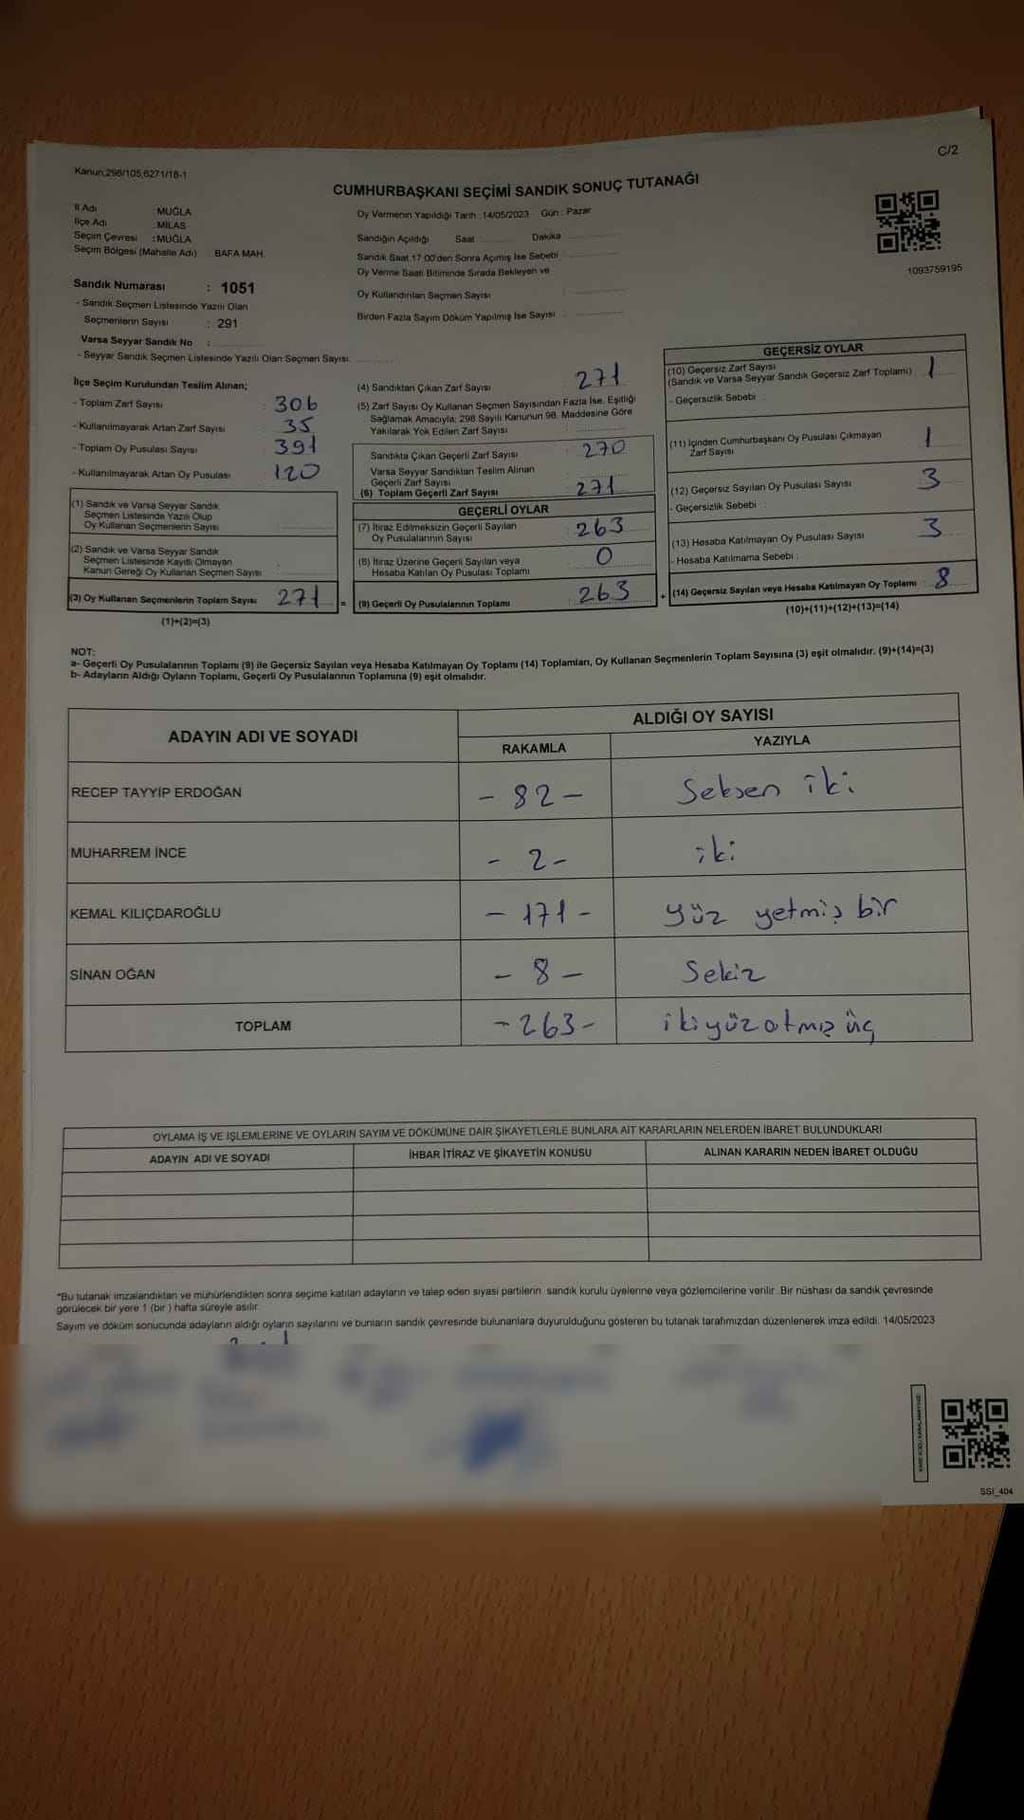 C/2
Kanun,298/105,6271/18-1
CUMHURBAŞKANI SEÇİMİ SANDIK SONUÇ TUTANAĞI
İl Adı MUĞLA
İlçe Adı MİLAS
Seçim Çevresi :MUĞLA
Seçim Bölgesi (Mahalle Adı) BAFA MAH.
Oy Vermenin Yapıldığı Tarih :14/05/2023 Gün : Pazar
Sandığın Açıldığı Saat Dakika
Sandık Saat 17:00'den Sonra Açımış İse Sebebi
Oy Verme Saati Bitiminde Sırada Bekleyen ve
Oy Kullandırılan Seçmen Sayısı
Birden Fazla Sayım Döküm Yapılmış İse Sayısı :
1093759195
Sandık Numarası : 1051
- Sandık Seçmen Listesinde Yazılı Olan
Seçmenlerin Sayısı : 291
Varsa Seyyar Sandık No :
- Seyyar Sandık Seçmen Listesinde Yazılı Olan Seçmen Sayısı
İlçe Seçim Kurulundan Teslim Alınan;
- Toplam Zarf Sayısı : 306
- Kullanılmayarak Artan Zarf Sayısı : 35
- Toplam Oy Pusulası Sayısı 391
- Kullanılmayarak Artan Oy Pusulası 120
(1) Sandık ve Varsa Seyyar Sandık
Seçmen Listesinde Yazılı Olup
Oy Kullanan Seçmenlerin Sayısı
(2) Sandık ve Varsa Seyyar Sandık
Seçmen Listesinde Kayıtlı Olmayan
Kanun Gereği Oy Kullanan Seçmen Sayısı
(3) Oy Kullanan Seçmenlerin Toplam Sayısı 271 =
(1)+(2)=(3)
(4) Sandıktan Çıkan Zarf Sayısı 271
(5) Zarf Sayısı Oy Kullanan Seçmen Sayısından Fazla İse, Eşitliği
Sağlamak Amacıyla; 298 Sayılı Kanunun 98. Maddesine Göre
Yakılarak Yok Edilen Zarf Sayısı
Sandıkta Çıkan Geçerli Zarf Sayısı : 270
Varsa Seyyar Sandıktan Teslim Alınan
Geçerli Zarf Sayısı
(6) Toplam Geçerli Zarf Sayısı 271
GEÇERLİ OYLAR
(7) İtiraz Edilmeksizin Geçerli Sayılan
Oy Pusulalarının Sayısı : 263
(8) İtiraz Üzerine Geçerli Sayılan veya
Hesaba Katılan Oy Pusulası Toplamı 0
(9) Geçerli Oy Pusulalarının Toplamı 263 +
GEÇERSİZ OYLAR
(10) Geçersiz Zarf Sayısı
(Sandık ve Varsa Seyyar Sandık Geçersiz Zarf Toplamı) 1
- Geçersizlik Sebebi :
(11) İçinden Cumhurbaşkanı Oy Pusulası Çıkmayan
Zarf Sayısı 1
(12) Geçersiz Sayılan Oy Pusulası Sayısı 3
- Geçersizlik Sebebi :
(13) Hesaba Katılmayan Oy Pusulası Sayısı 3
- Hesaba Katılmama Sebebi :
(14) Geçersiz Sayılan veya Hesaba Katılmayan Oy Toplamı 8
(10)+(11)+(12)+(13)=(14)
NOT:
a- Geçerli Oy Pusulalarının Toplamı (9) ile Geçersiz Sayılan veya Hesaba Katılmayan Oy Toplamı (14) Toplamları, Oy Kullanan Seçmenlerin Toplam Sayısına (3) eşit olmalıdır. (9)+(14)=(3)
b- Adayların Aldığı Oyların Toplamı, Geçerli Oy Pusulalarının Toplamına (9) eşit olmalıdır.
ADAYIN ADI VE SOYADI ALDIĞI OY SAYISI
RAKAMLA YAZIYLA
RECEP TAYYİP ERDOĞAN - 82 - Seksen iki
MUHARREM İNCE - 2 - iki
KEMAL KILIÇDAROĞLU - 171 - yüz yetmiş bir
SİNAN OĞAN - 8 - Sekiz
TOPLAM - 263 - ikiyüzatmış üç
OYLAMA İŞ VE İŞLEMLERİNE VE OYLARIN SAYIM VE DÖKÜMÜNE DAİR ŞİKAYETLERLE BUNLARA AİT KARARLARIN NELERDEN İBARET BULUNDUKLARI
ADAYIN ADI VE SOYADI İHBAR İTİRAZ VE ŞİKAYETİN KONUSU ALINAN KARARIN NEDEN İBARET OLDUĞU
*Bu tutanak imzalandıktan ve mühürlendikten sonra seçime katılan adayların ve talep eden siyasi partilerin sandık kurulu üyelerine veya gözlemcilerine verilir. Bir nüshası da sandık çevresinde
görülecek bir yere 1 (bir ) hafta süreyle asılır.
Sayım ve döküm sonucunda adayların aldığı oyların sayılarını ve bunların sandık çevresinde bulunanlara duyurulduğunu gösteren bu tutanak tarafımızdan düzenlenerek imza edildi. 14/05/2023
SSI_404